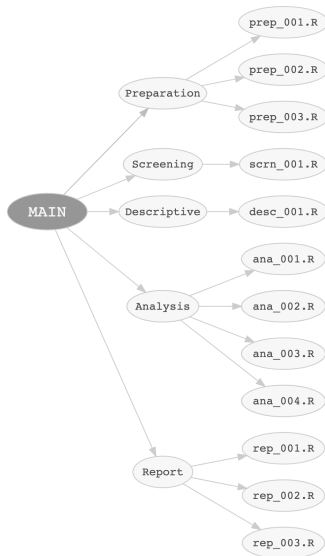 prep_001.R
prep_002.R
Preparation
prep_003.R
Screening
scrn_001.R
MAIN
Descriptive
desc_001.R
ana_001.R
Analysis
ana_002.R
ana_003.R
ana_004.R
rep_001.R
Report
rep_002.R
rep_003.R